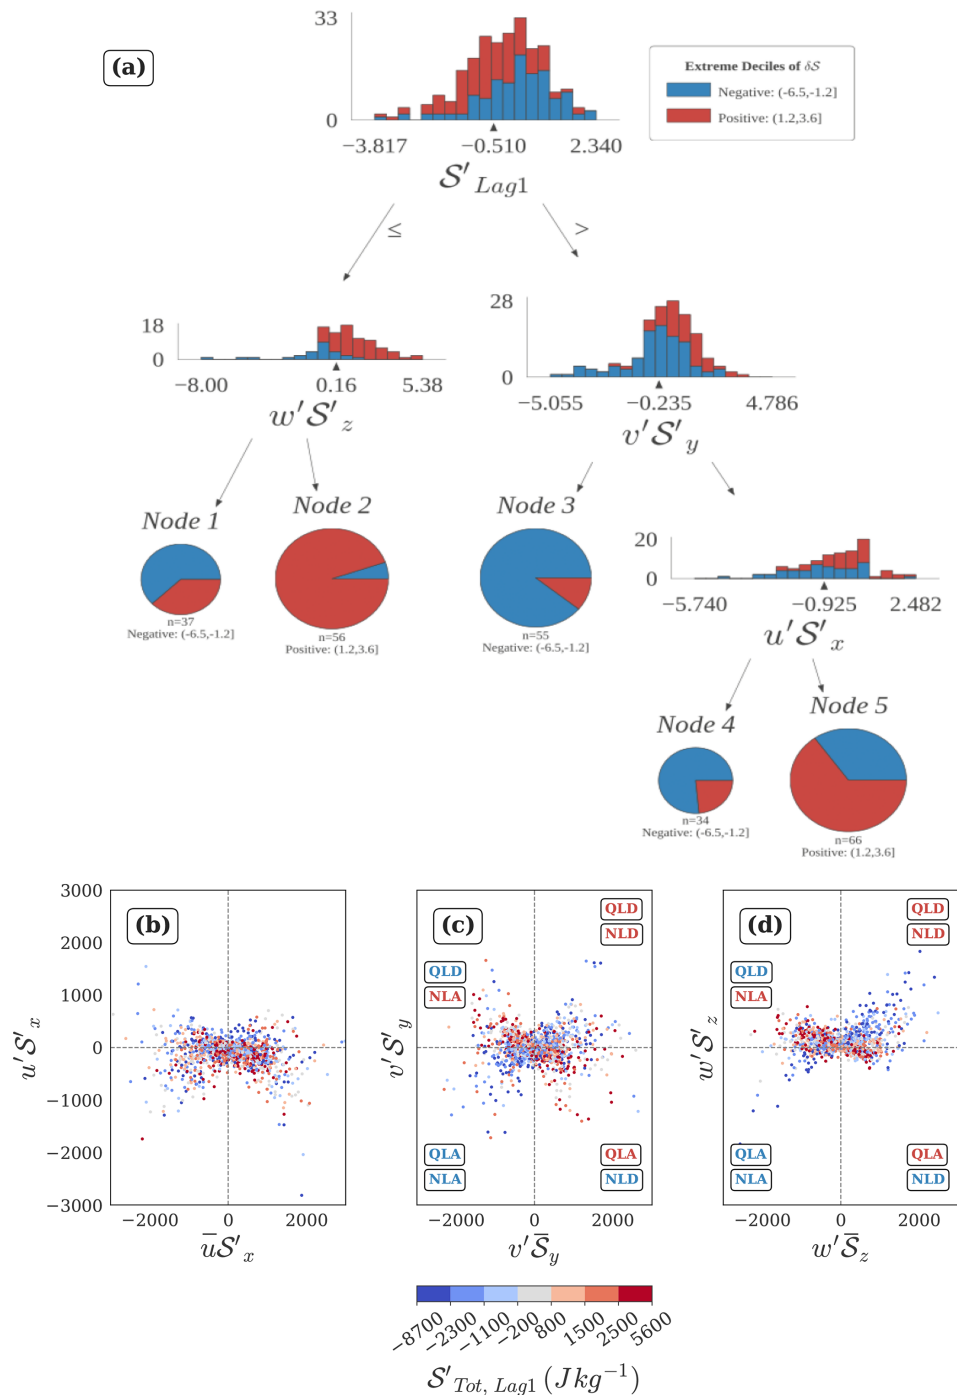 (a)
33
0
−3.817 −0.510 2.340
S′ Lag1
Extreme Deciles of δS
Negative: (-6.5,-1.2]
Positive: (1.2,3.6]
≤ >
18
0
−8.00 0.16 5.38
w′S′z
28
0
−5.055 −0.235 4.786
v′S′y
Node 1
n=37
Negative: (-6.5,-1.2]
Node 2
n=56
Positive: (1.2,3.6]
Node 3
n=55
Negative: (-6.5,-1.2]
20
0
−5.740 −0.925 2.482
u′S′x
Node 4
n=34
Negative: (-6.5,-1.2]
Node 5
n=66
Positive: (1.2,3.6]
(b)
3000
2000
1000
0
−1000
−2000
−3000
u′S′x
−2000 0 2000
ūS′x
(c)
QLD
NLD
QLD
NLA
QLA
NLA
QLA
NLD
v′S′y
−2000 0 2000
v′S̄y
(d)
QLD
NLD
QLD
NLA
QLA
NLA
QLA
NLD
w′S′z
−2000 0 2000
w′S̄z
−8700 −2300 −1100 −200 800 1500 2500 5600
S′Tot, Lag1 (Jkg⁻¹)